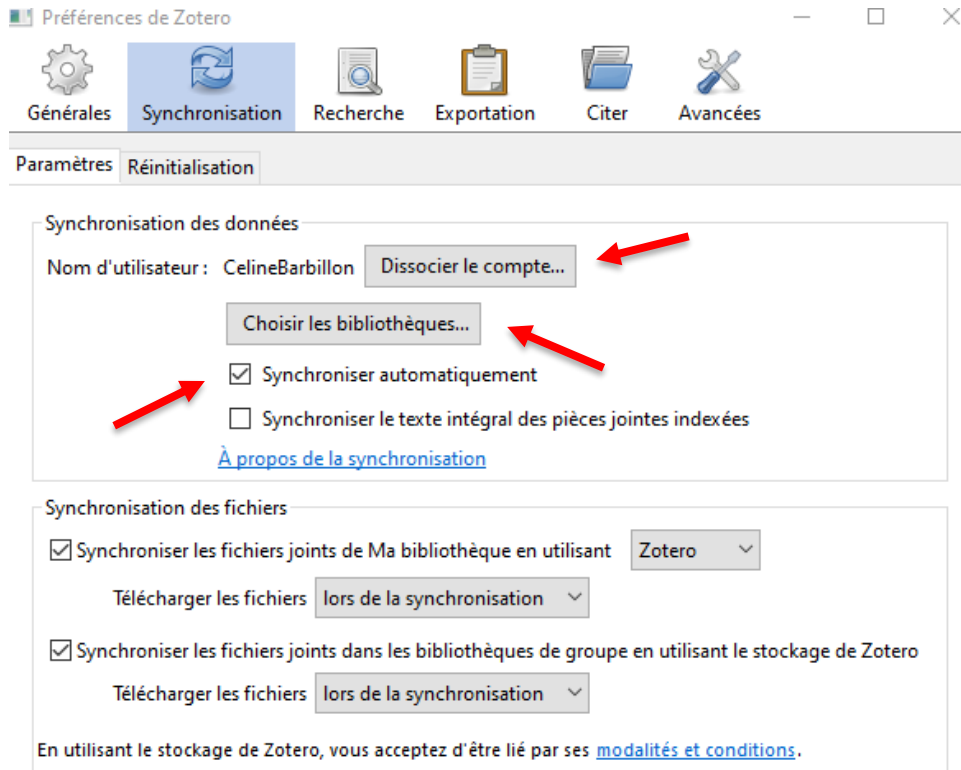 Préférences de Zotero
Générales Synchronisation Recherche Exportation Citer Avancées
Paramètres Réinitialisation
Synchronisation des données
Nom d'utilisateur : CelineBarbillon Dissocier le compte...
Choisir les bibliothèques...
Synchroniser automatiquement
Synchroniser le texte intégral des pièces jointes indexées
À propos de la synchronisation
Synchronisation des fichiers
Synchroniser les fichiers joints de Ma bibliothèque en utilisant Zotero
Télécharger les fichiers lors de la synchronisation
Synchroniser les fichiers joints dans les bibliothèques de groupe en utilisant le stockage de Zotero
Télécharger les fichiers lors de la synchronisation
En utilisant le stockage de Zotero, vous acceptez d'être lié par ses modalités et conditions.